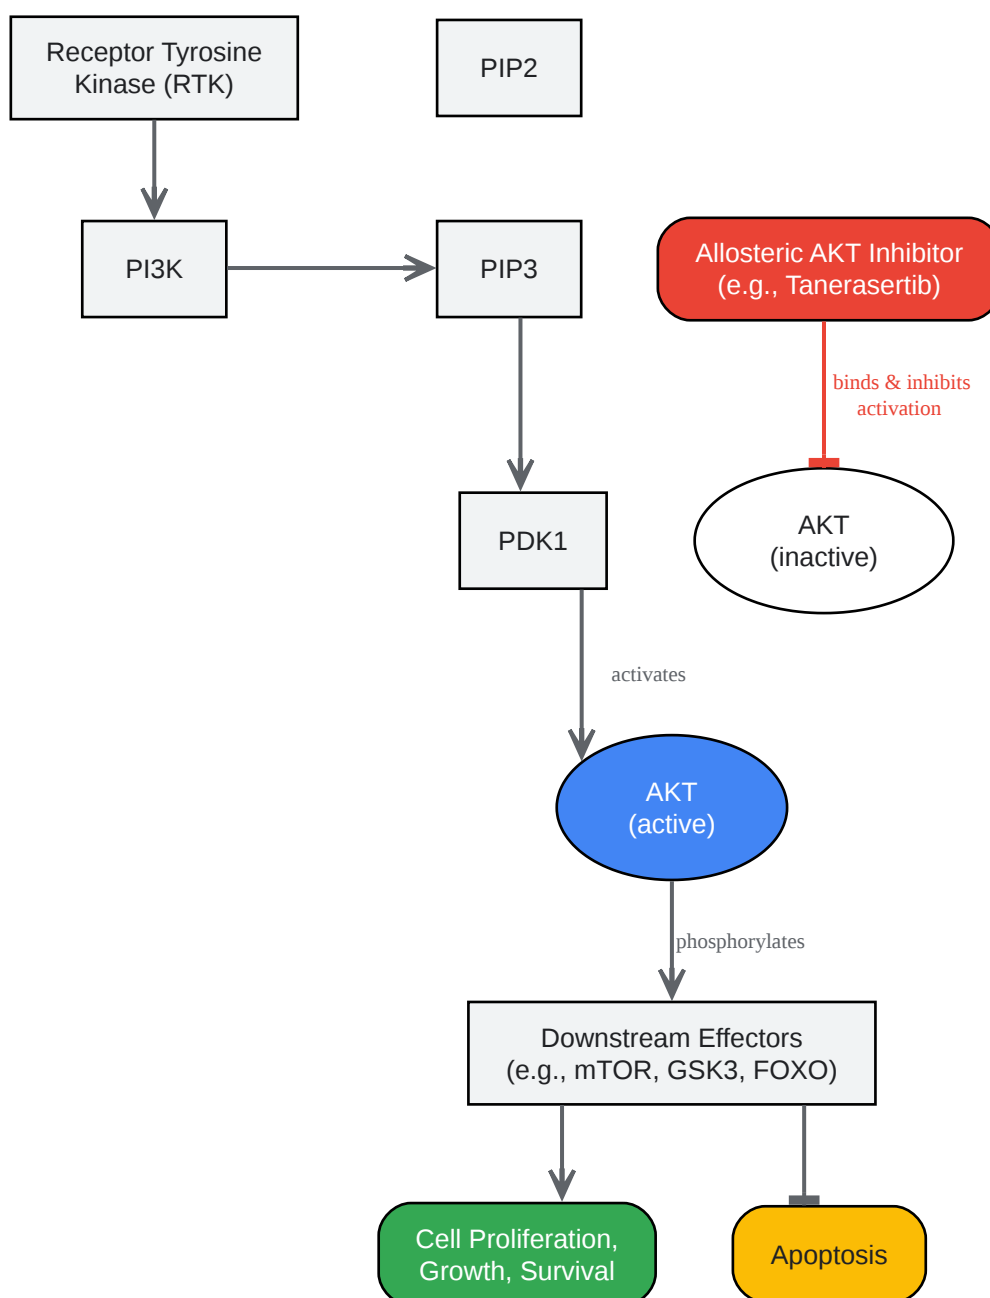 Receptor Tyrosine
Kinase (RTK)
PIP2
PI3K
PIP3
Allosteric AKT Inhibitor
(e.g., Tanerasertib)
binds & inhibits
activation
PDK1
AKT
(inactive)
activates
AKT
(active)
phosphorylates
Downstream Effectors
(e.g., mTOR, GSK3, FOXO)
Cell Proliferation,
Growth, Survival
Apoptosis